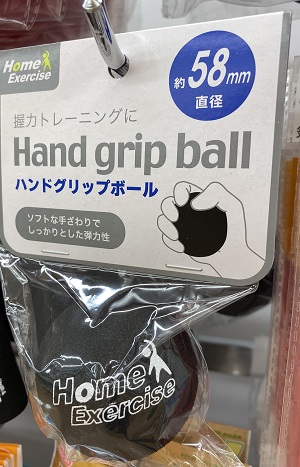 Home
Exercise
約58mm
直径
握力トレーニングに
Hand grip ball
ハンドグリップボール
ソフトな手ざわりで
しっかりとした弾力性
Home
Exercise